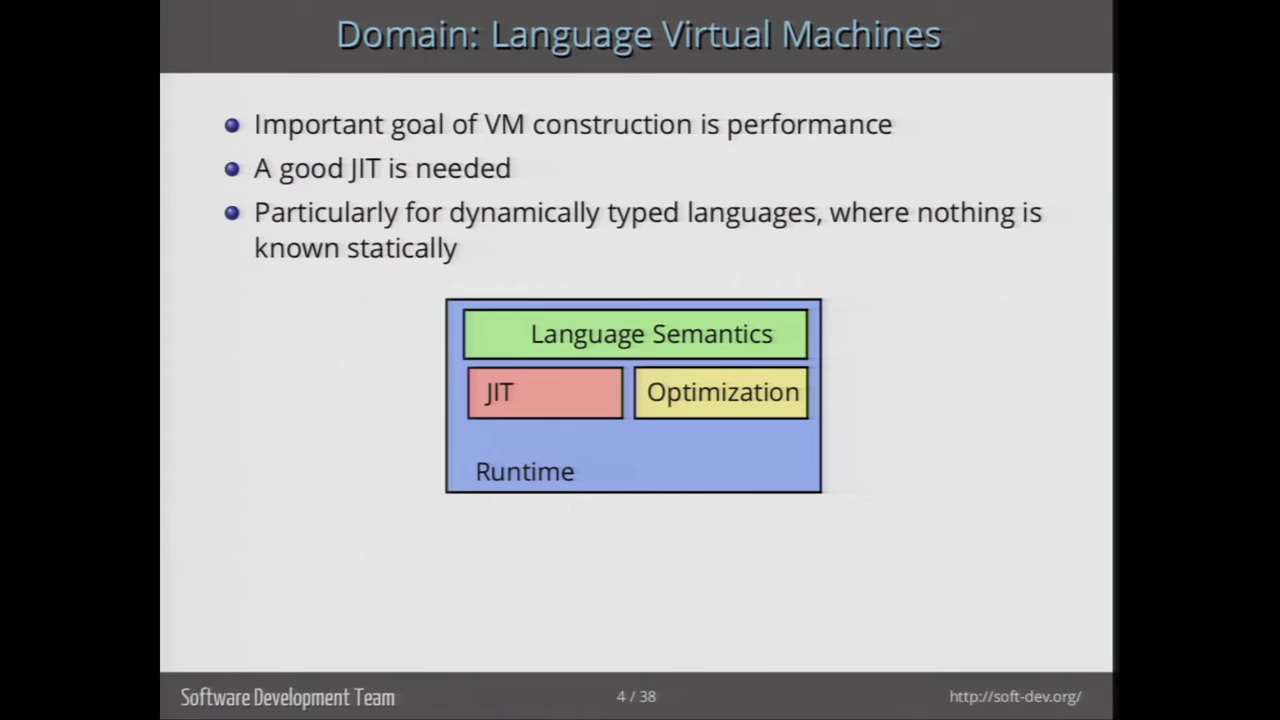 Domain: Language Virtual Machines
Important goal of VM construction is performance
A good JIT is needed
Particularly for dynamically typed languages, where nothing is
known statically
Language Semantics
JIT
Optimization
Runtime
Software Development Team
4 / 38
http://soft-dev.org/